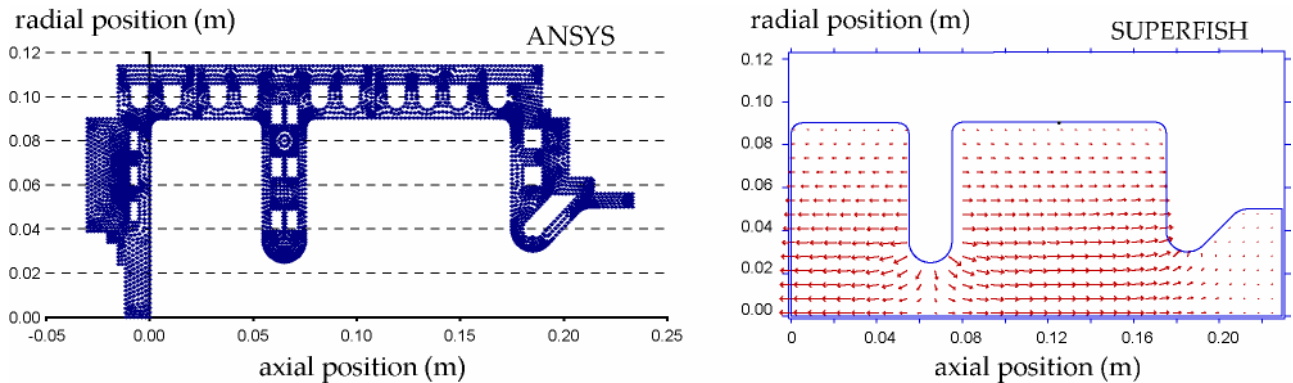 radial position (m)
ANSYS
0.12
0.10
0.08
0.06
0.04
0.02
0.00
-0.05 0.00 0.05 0.10 0.15 0.20 0.25
axial position (m)
radial position (m)
SUPERFISH
0.12
0.10
0.08
0.06
0.04
0.02
0.00
0 0.04 0.08 0.12 0.16 0.20
axial position (m)